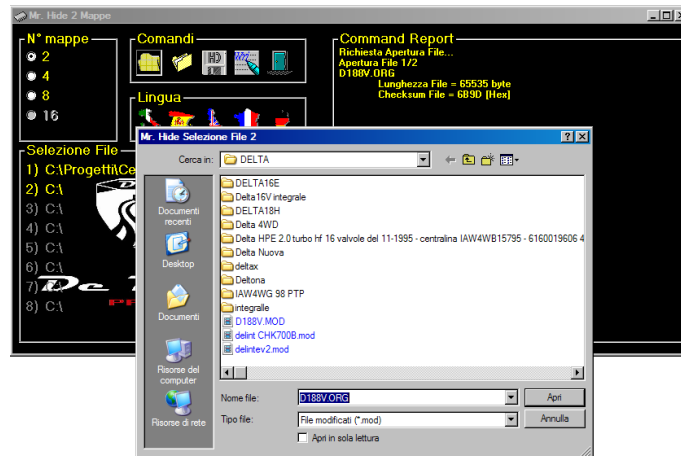 Mr. Hide 2 Mappe
N° mappe
2
4
8
16
Comandi
HD
Lingua
Command Report
Richiesta Apertura File...
Apertura File 1/2
D188V.ORG
Lunghezza File = 65535 byte
Checksum File = 6B9D [Hex]
Selezione File
1) C:\Progetti\Ce
2) C:\
3) C:\
4) C:\
5) C:\
6) C:\
7) C:\
8) C:\
Mr. Hide Selezione File 2
Cerca in:
DELTA
Documenti recenti
Desktop
Documenti
Risorse del computer
Risorse di rete
DELTA16E
Delta16V integrale
DELTA18H
Delta 4WD
Delta HPE 2.0 turbo hf 16 valvole del 11-1995 - centralina IAW4WB15795 - 6160019606 4
Delta Nuova
deltax
Deltona
IAW4WG 98 PTP
integralle
D188V.MOD
delint CHK700B.mod
delintev2.mod
Nome file:
D188V.ORG
Apri
Tipo file:
File modificati (*.mod)
Annulla
Apri in sola lettura